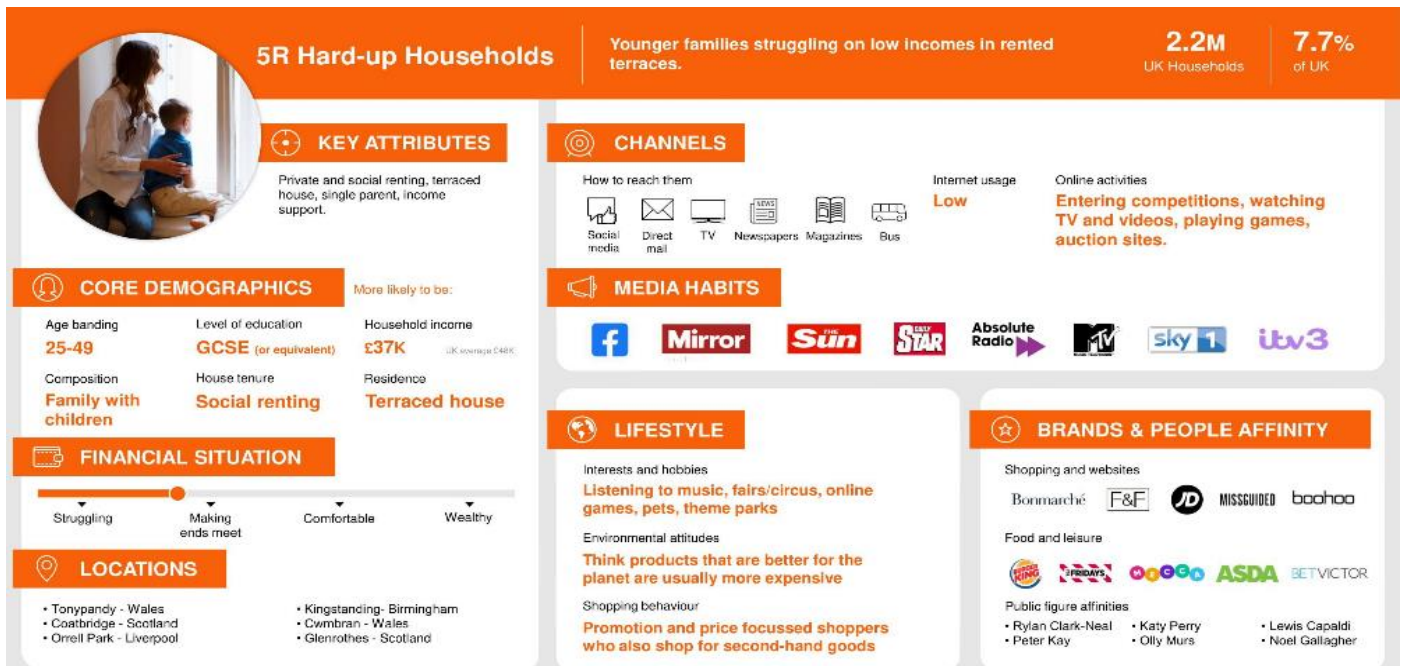 5R Hard-up Households
Younger families struggling on low incomes in rented
terraces.
2.2M
UK Households
7.7%
of UK
KEY ATTRIBUTES
Private and social renting, terraced
house, single parent, income
support.
CORE DEMOGRAPHICS
More likely to be:
Age banding
25-49
Level of education
GCSE (or equivalent)
Household income
£37K
UK average £48K
Composition
Family with
children
House tenure
Social renting
Residence
Terraced house
FINANCIAL SITUATION
Struggling
Making
ends meet
Comfortable
Wealthy
LOCATIONS
• Tonypandy - Wales
• Coatbridge - Scotland
• Orrell Park - Liverpool
• Kingstanding- Birmingham
• Cwmbran - Wales
• Glenrothes - Scotland
CHANNELS
How to reach them
NEWS
Social
media
Direct
mail
TV
Newspapers
Magazines
Bus
Internet usage
Low
Online activities
Entering competitions, watching
TV and videos, playing games,
auction sites.
MEDIA HABITS
f
Mirror
THE
Sun
DAILY
STAR
Absolute
Radio
MTV
sky 1
itv3
LIFESTYLE
Interests and hobbies
Listening to music, fairs/circus, online
games, pets, theme parks
Environmental attitudes
Think products that are better for the
planet are usually more expensive
Shopping behaviour
Promotion and price focussed shoppers
who also shop for second-hand goods
BRANDS & PEOPLE AFFINITY
Shopping and websites
Bonmarché
F&F
JD
MISSGUIDED
boohoo
Food and leisure
BURGER
KING
FRIDAYS
MECCA
ASDA
BETVICTOR
Public figure affinities
• Rylan Clark-Neal
• Peter Kay
• Katy Perry
• Olly Murs
• Lewis Capaldi
• Noel Gallagher